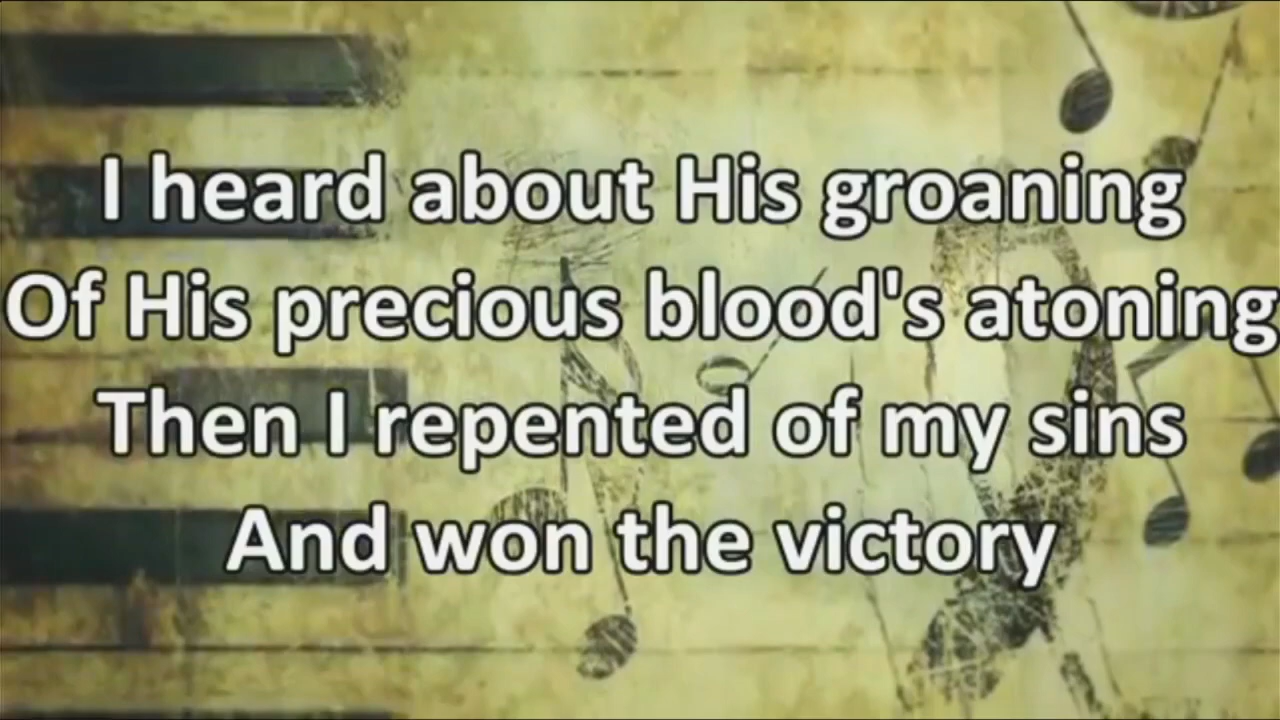 I heard about His groaning
Of His precious blood's atoning
Then I repented of my sins
And won the victory